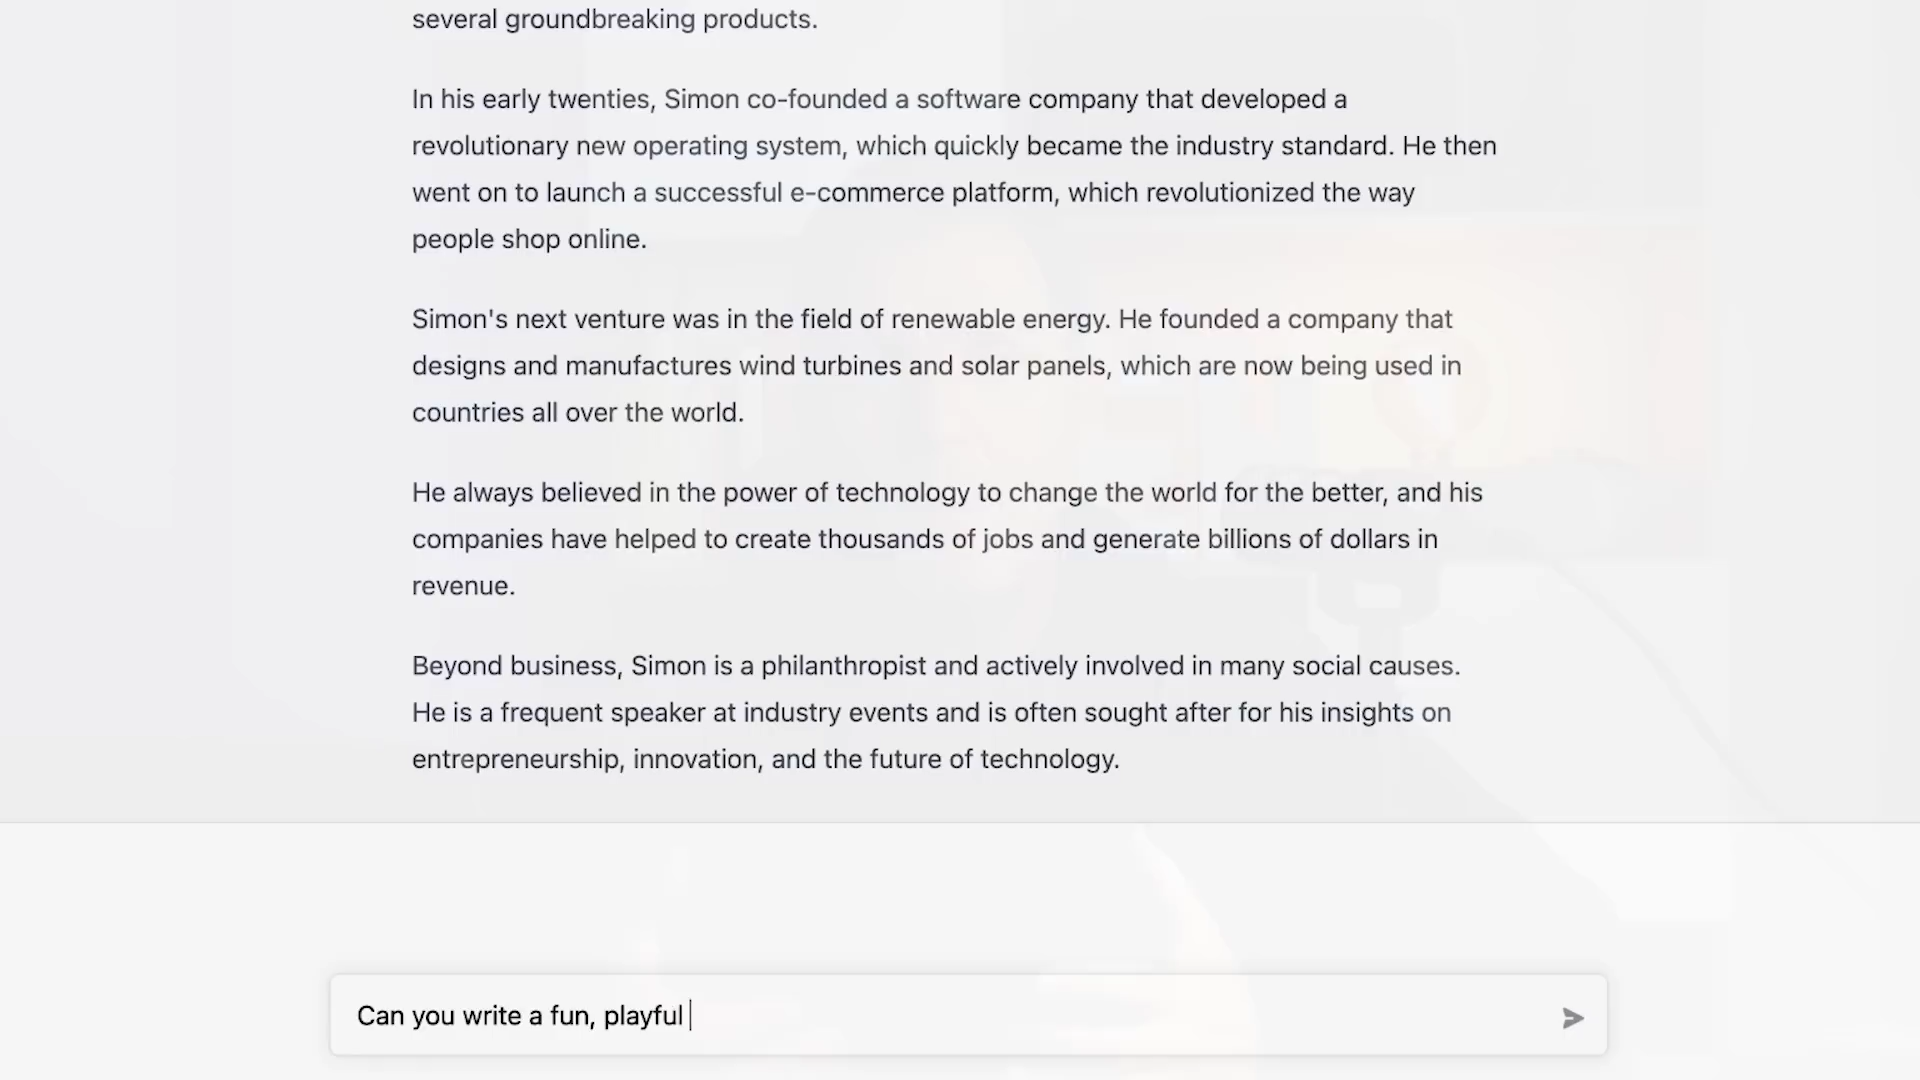 several groundbreaking products.
In his early twenties, Simon co-founded a software company that developed a
revolutionary new operating system, which quickly became the industry standard. He then
went on to launch a successful e-commerce platform, which revolutionized the way
people shop online.
Simon's next venture was in the field of renewable energy. He founded a company that
designs and manufactures wind turbines and solar panels, which are now being used in
countries all over the world.
He always believed in the power of technology to change the world for the better, and his
companies have helped to create thousands of jobs and generate billions of dollars in
revenue.
Beyond business, Simon is a philanthropist and actively involved in many social causes.
He is a frequent speaker at industry events and is often sought after for his insights on
entrepreneurship, innovation, and the future of technology.
Can you write a fun, playful